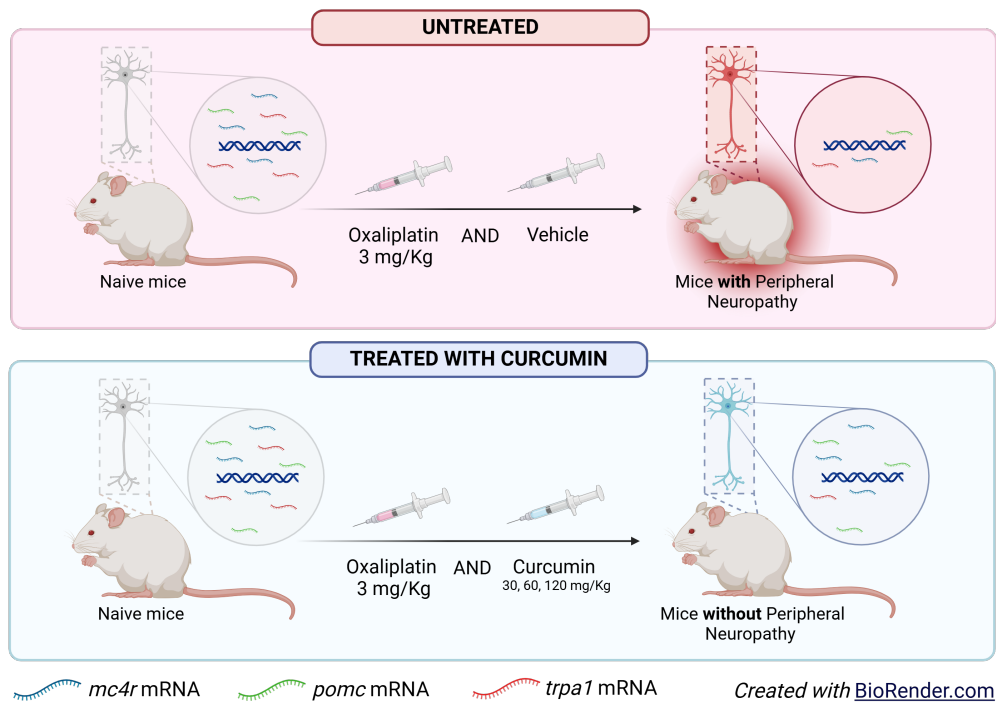 UNTREATED
Oxaliplatin AND Vehicle
3 mg/Kg
Naive mice
Mice with Peripheral
Neuropathy
TREATED WITH CURCUMIN
Oxaliplatin AND Curcumin
3 mg/Kg
30, 60, 120 mg/Kg
Naive mice
Mice without Peripheral
Neuropathy
mc4r mRNA
pomc mRNA
trpa1 mRNA
Created with BioRender.com